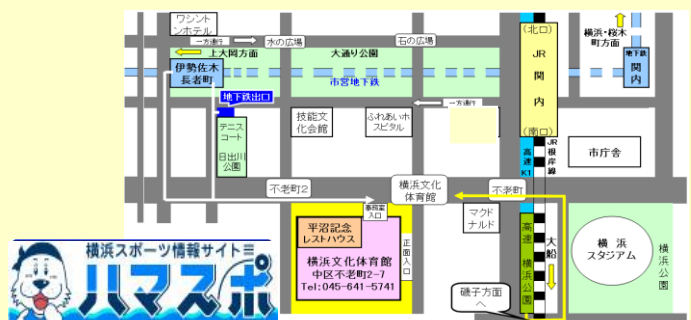 ワシント
ンホテル
一方通行
水の広場
石の広場
(北口)
横浜・桜木
町方面
上大岡方面
大通り公園
JR
関
内
地下鉄
関内
伊勢佐木
長者町
市営地下鉄
地下鉄出口
一方通行
テニス
コート
日出川
公園
技能文
化会館
ふれあいホ
スピタル
(南口)
高速K1
JR根岸線
市庁舎
不老町2
横浜文化
体育館
不老町
事務室
入口
平沼記念
レストハウス
マクド
ナルド
正面入口
横浜文化体育館
中区不老町2-7
Tel:045-641-5741
高速
横浜公園
大船
横浜
スタジアム
横浜公園
磯子方面
へ
横浜スポーツ情報サイト
ハマスポ